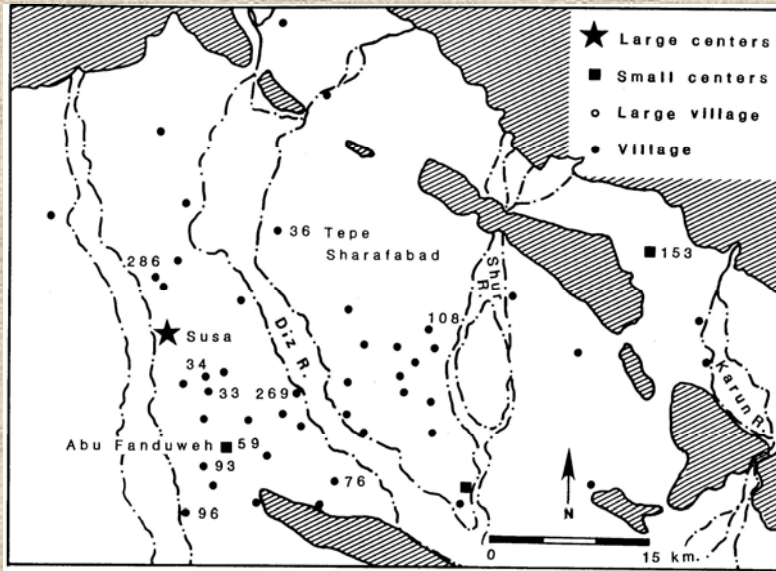 Large centers
Small centers
Large village
Village
36 Tepe
Sharafabad
153
286
Shur R.
108
Susa
Diz R.
34
33
269
Karun R.
Abu Fanduweh 59
93
76
96
N
0 15 km.